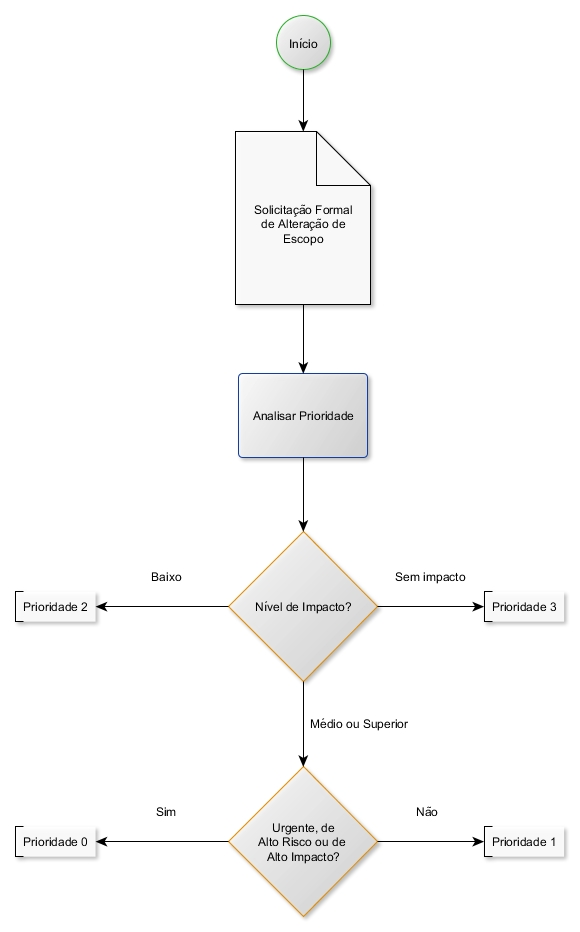 Início
Solicitação Formal
de Alteração de
Escopo
Analisar Prioridade
Baixo
Sem impacto
Prioridade 2
Nível de Impacto?
Prioridade 3
Médio ou Superior
Sim
Não
Prioridade 0
Urgente, de
Alto Risco ou de
Alto Impacto?
Prioridade 1